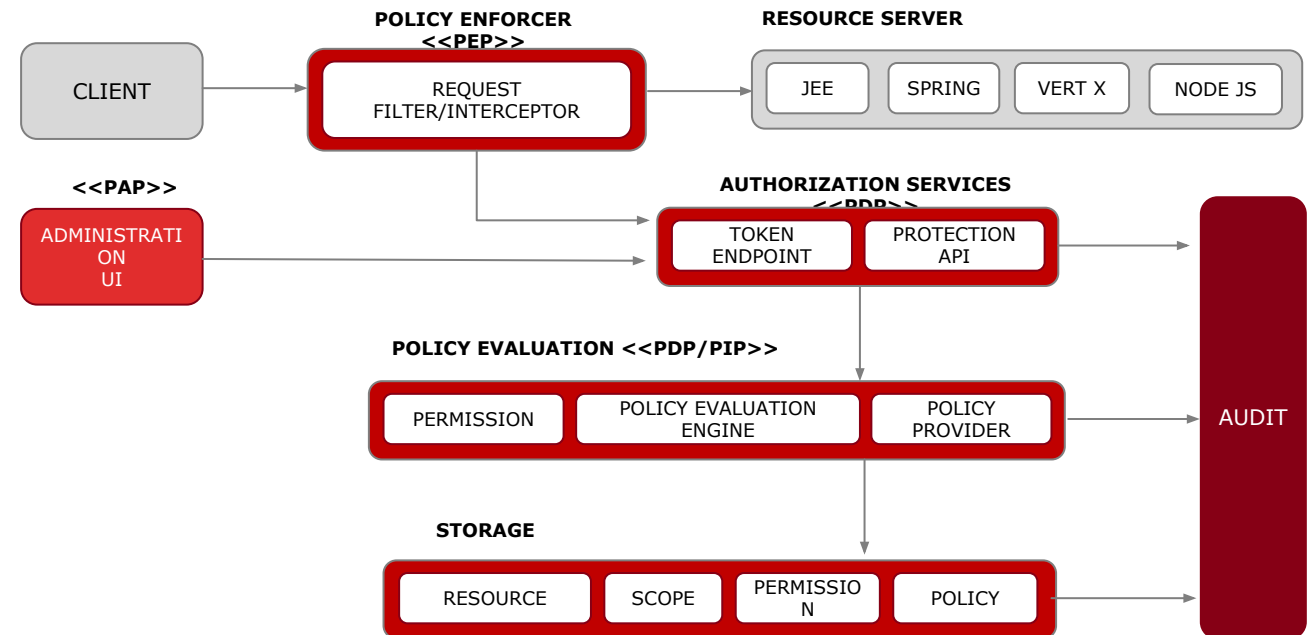 POLICY ENFORCER
<<PEP>>
RESOURCE SERVER
CLIENT
REQUEST
FILTER/INTERCEPTOR
JEE
SPRING
VERT X
NODE JS
<<PAP>>
ADMINISTRATI
ON
UI
AUTHORIZATION SERVICES
<<PDP>>
TOKEN
ENDPOINT
PROTECTION
API
POLICY EVALUATION <<PDP/PIP>>
PERMISSION
POLICY EVALUATION
ENGINE
POLICY
PROVIDER
AUDIT
STORAGE
RESOURCE
SCOPE
PERMISSIO
N
POLICY